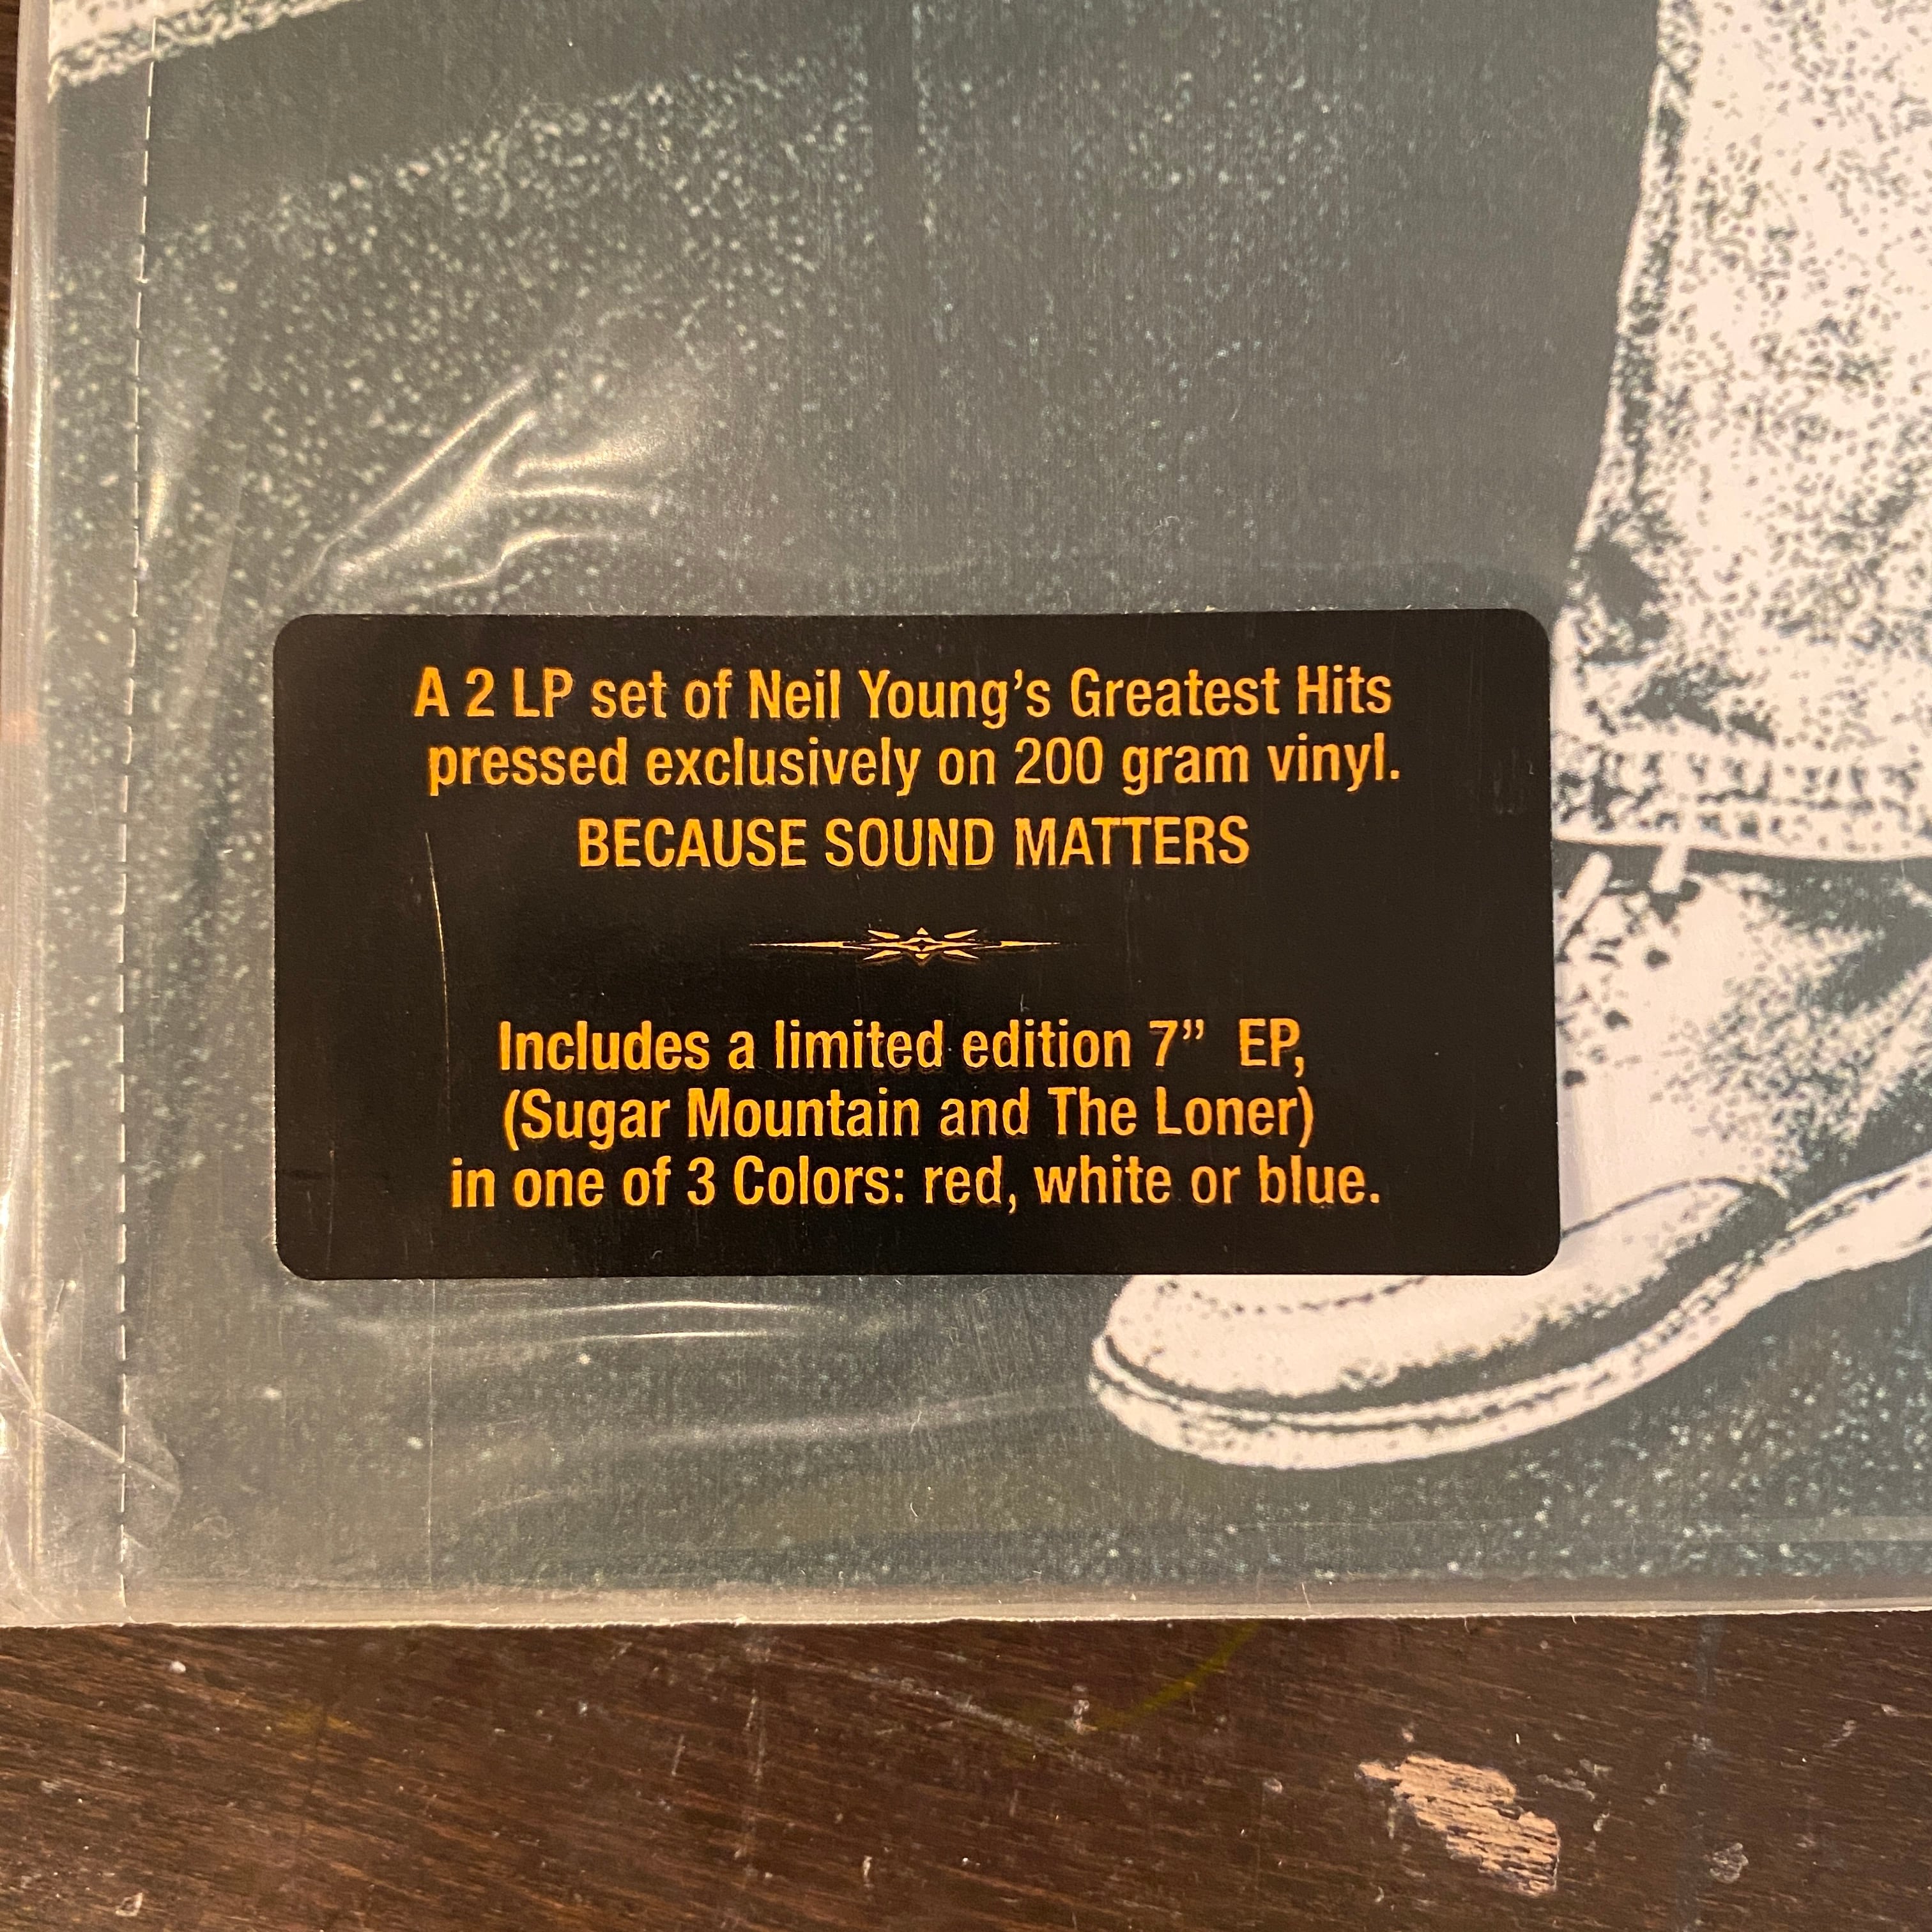 A 2 LP set of Neil Young’s Greatest Hits
pressed exclusively on 200 gram vinyl.
BECAUSE SOUND MATTERS
Includes a limited edition 7” EP,
(Sugar Mountain and The Loner)
in one of 3 Colors: red, white or blue.